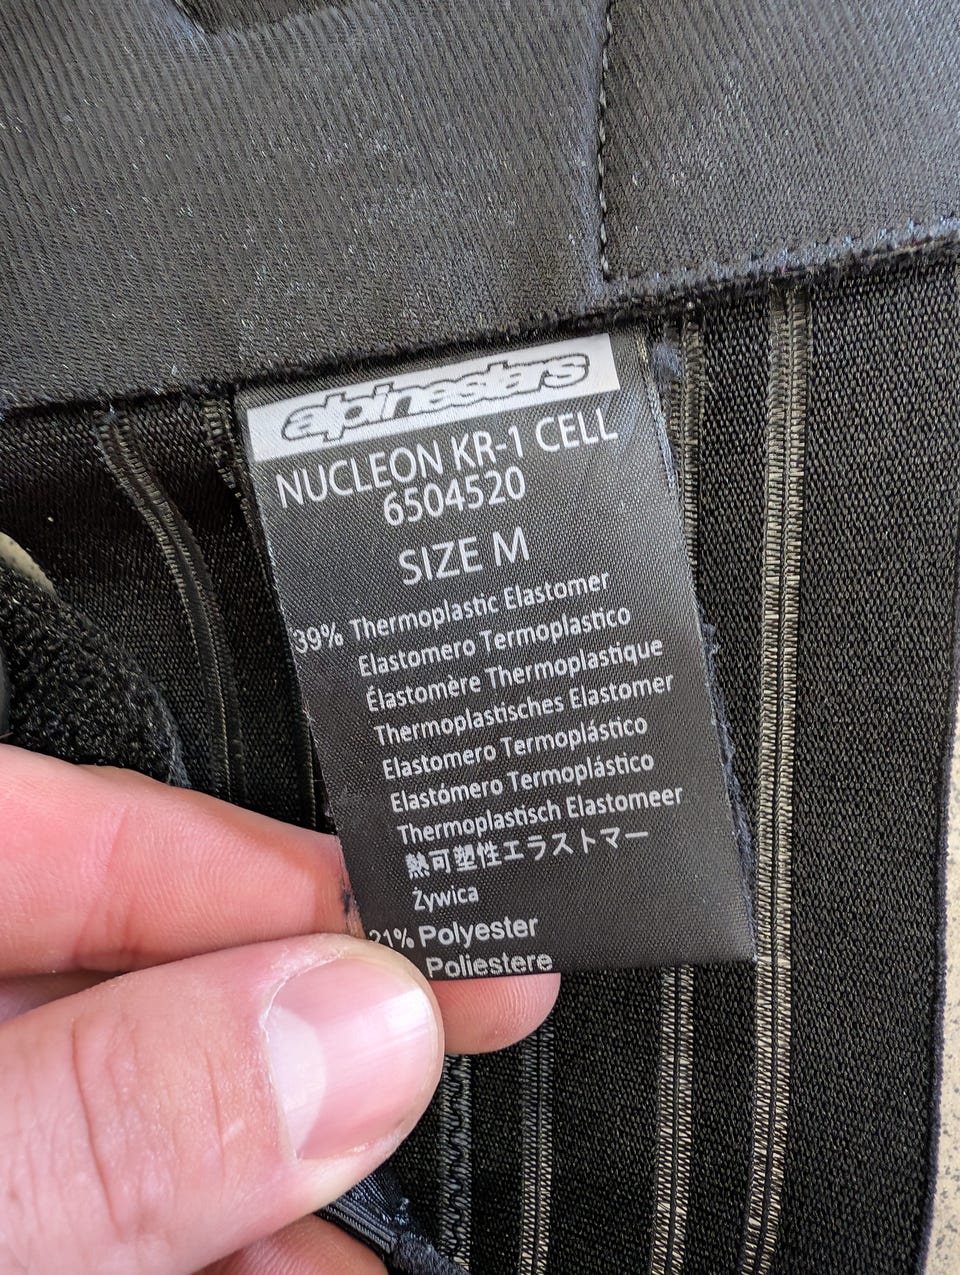 alpinestars
NUCLEON KR-1 CELL
6504520
SIZE M
39% Thermoplastic Elastomer
Elastomero Termoplastico
Élastomère Thermoplastique
Thermoplastisches Elastomer
Elastomero Termoplástico
Elastómero Termoplástico
Thermoplastisch Elastomeer
熱可塑性エラストマー
Żywica
21% Polyester
Poliestere